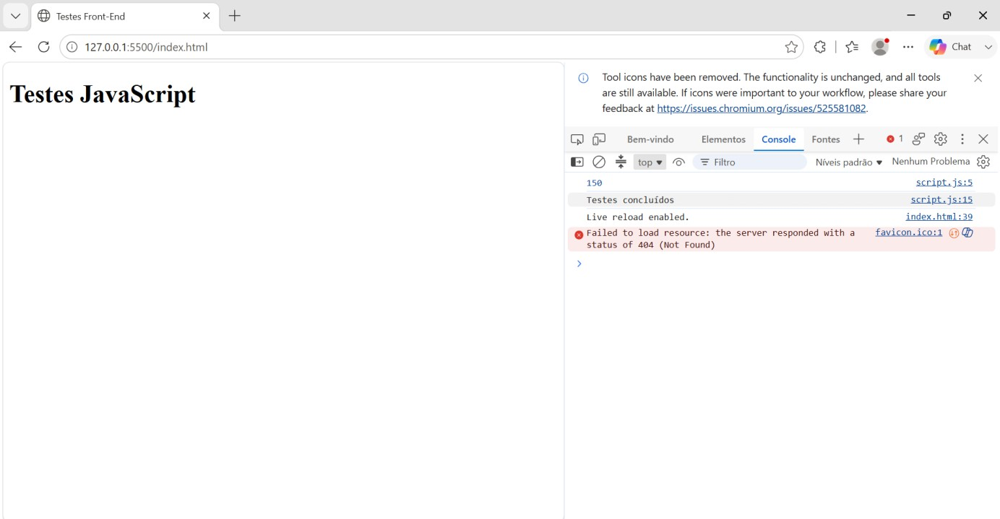 Testes Front-End
127.0.0.1:5500/index.html
Chat
Testes JavaScript
Tool icons have been removed. The functionality is unchanged, and all tools
are still available. If icons were important to your workflow, please share your
feedback at https://issues.chromium.org/issues/525581082.
Bem-vindo Elementos Console Fontes 1
top Filtro Níveis padrão Nenhum Problema
150 script.js:5
Testes concluídos script.js:15
Live reload enabled. index.html:39
Failed to load resource: the server responded with a favicon.ico:1
status of 404 (Not Found)